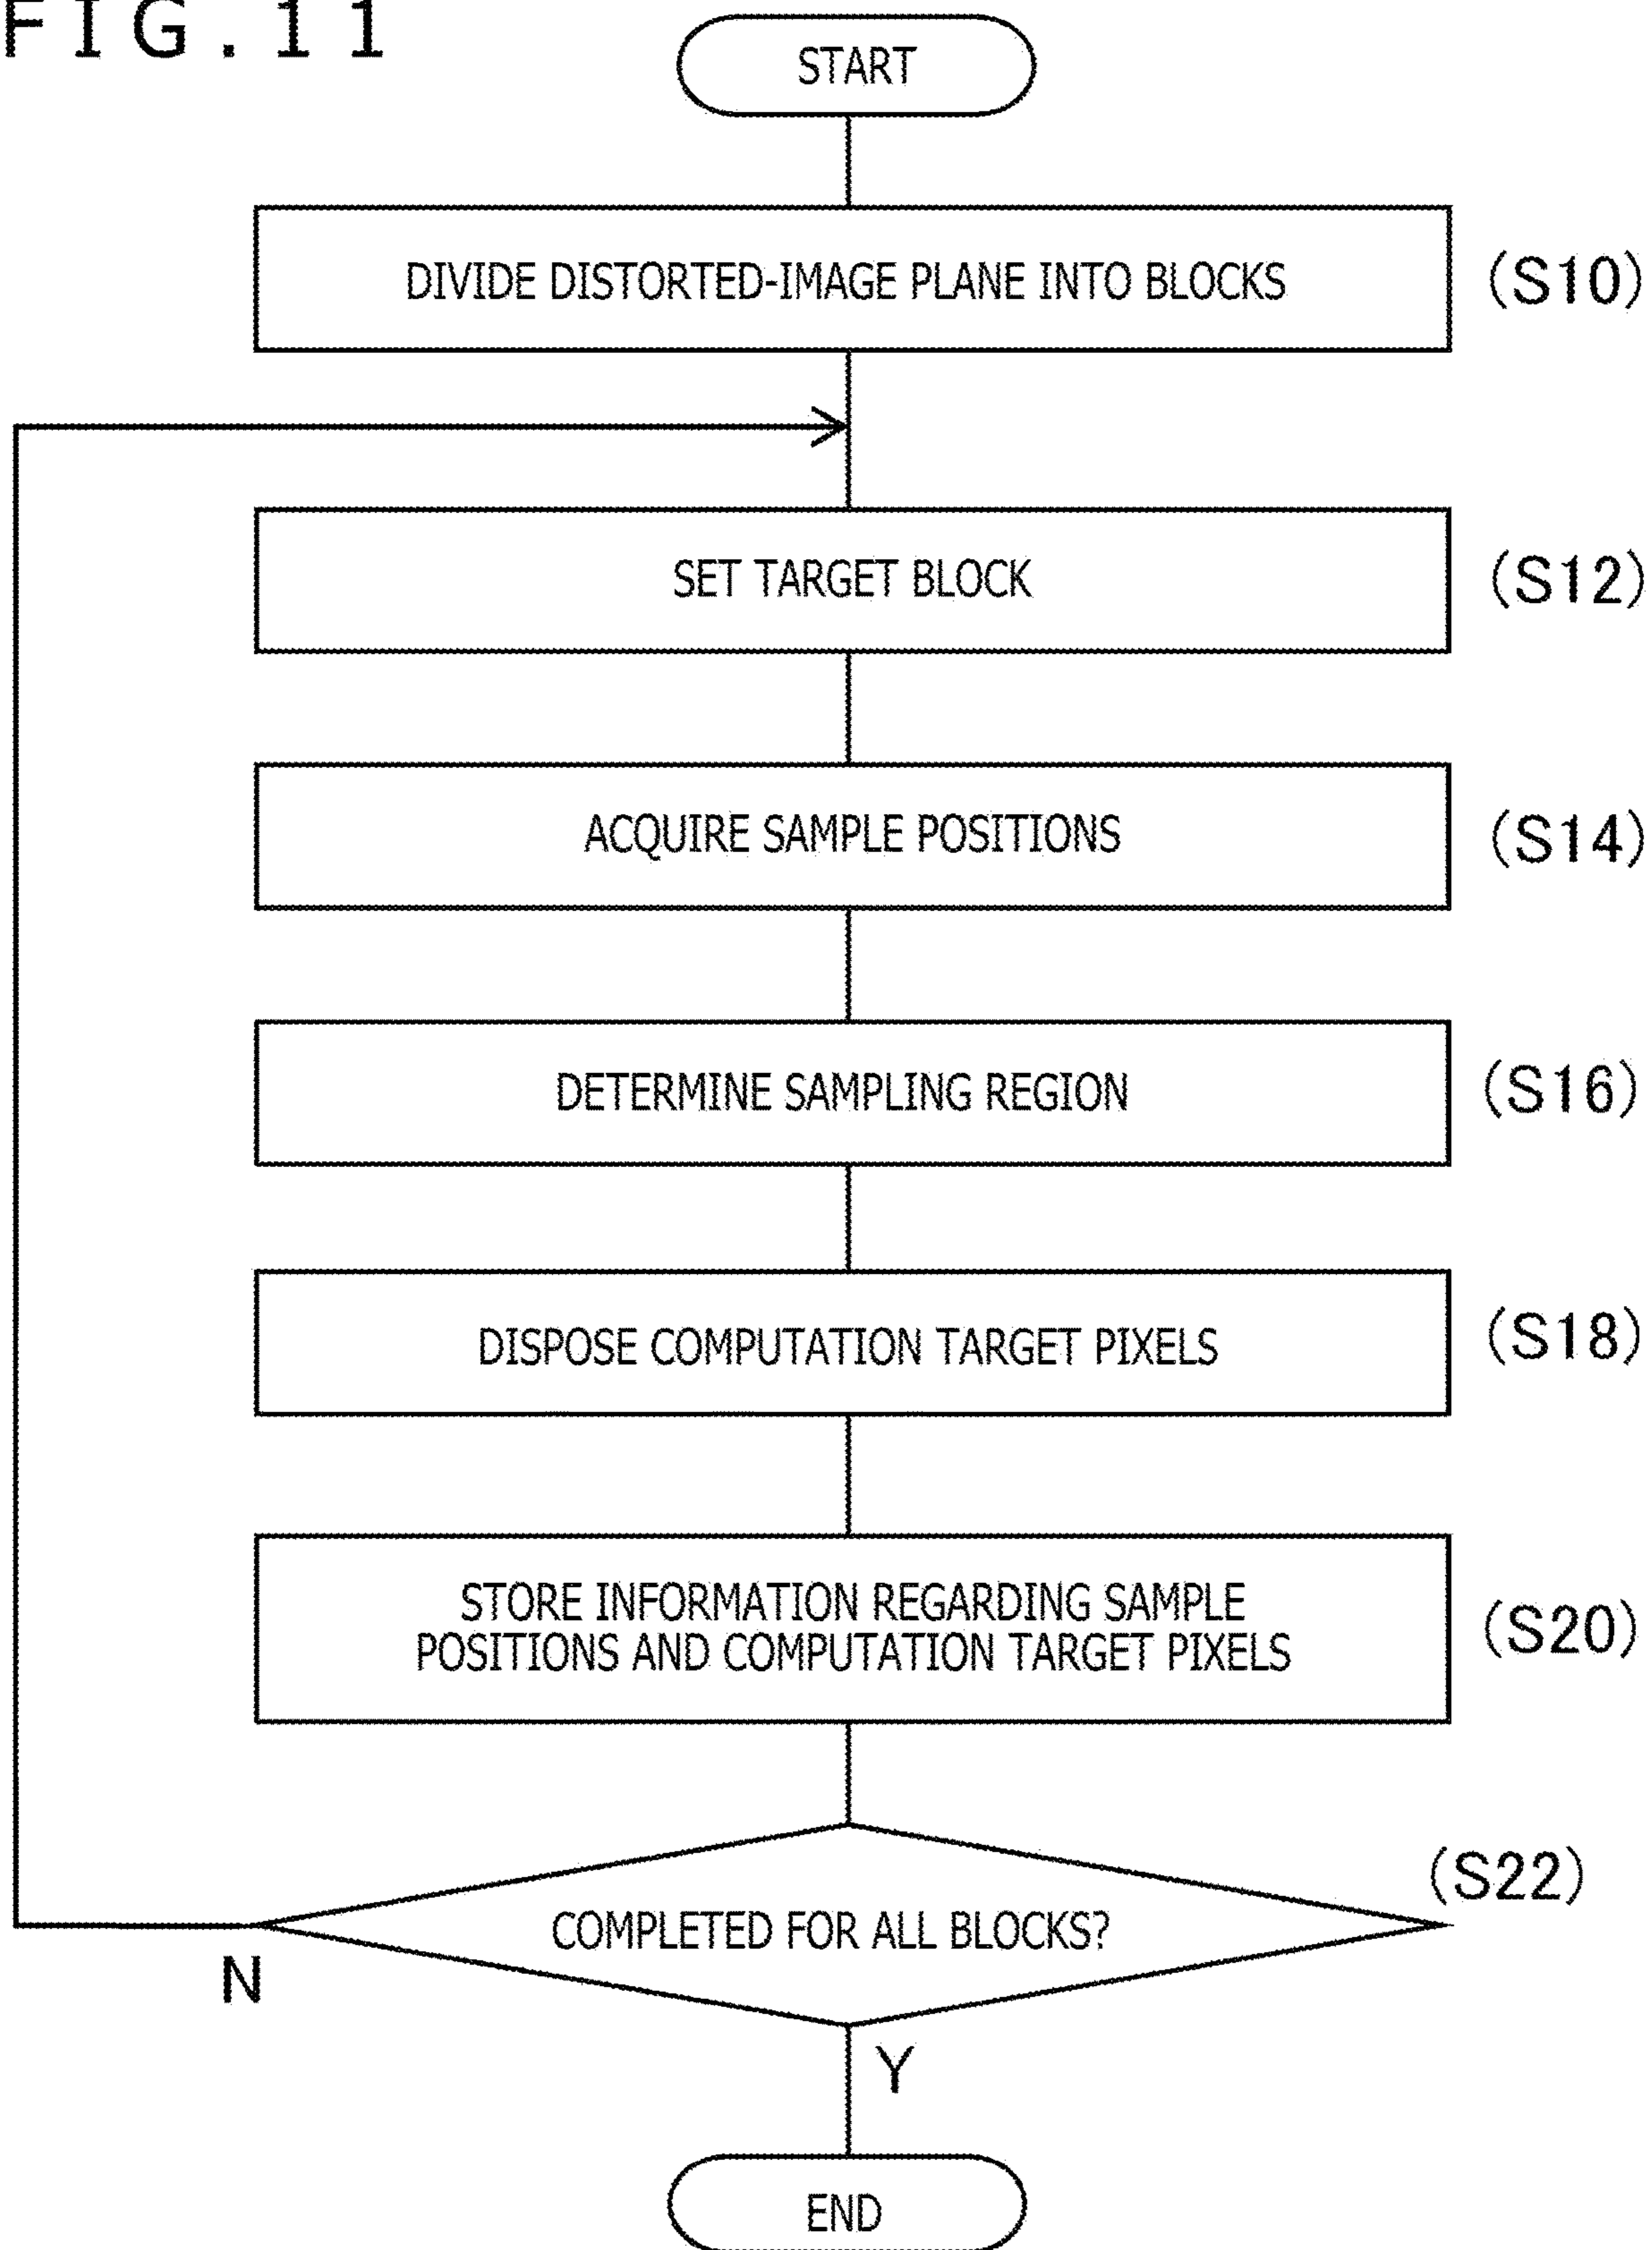 FIG.11
START
DIVIDE DISTORTED-IMAGE PLANE INTO BLOCKS
(S10)
SET TARGET BLOCK
(S12)
ACQUIRE SAMPLE POSITIONS
(S14)
DETERMINE SAMPLING REGION
(S16)
DISPOSE COMPUTATION TARGET PIXELS
(S18)
STORE INFORMATION REGARDING SAMPLE
POSITIONS AND COMPUTATION TARGET PIXELS
(S20)
COMPLETED FOR ALL BLOCKS?
(S22)
N
Y
END